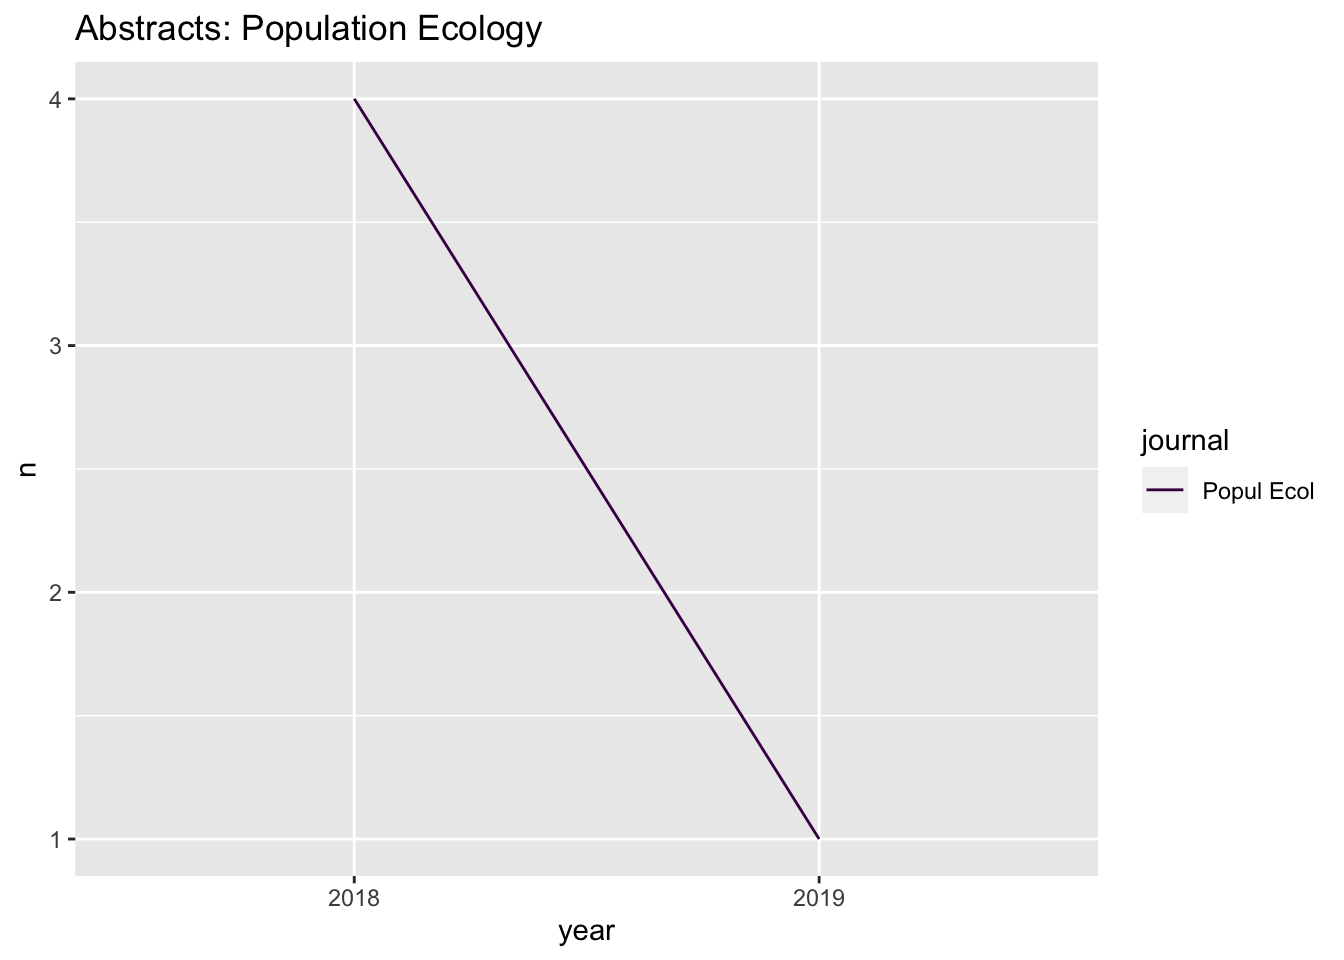 Abstracts: Population Ecology
4
3
2
1
n
2018 2019
year
journal
Popul Ecol